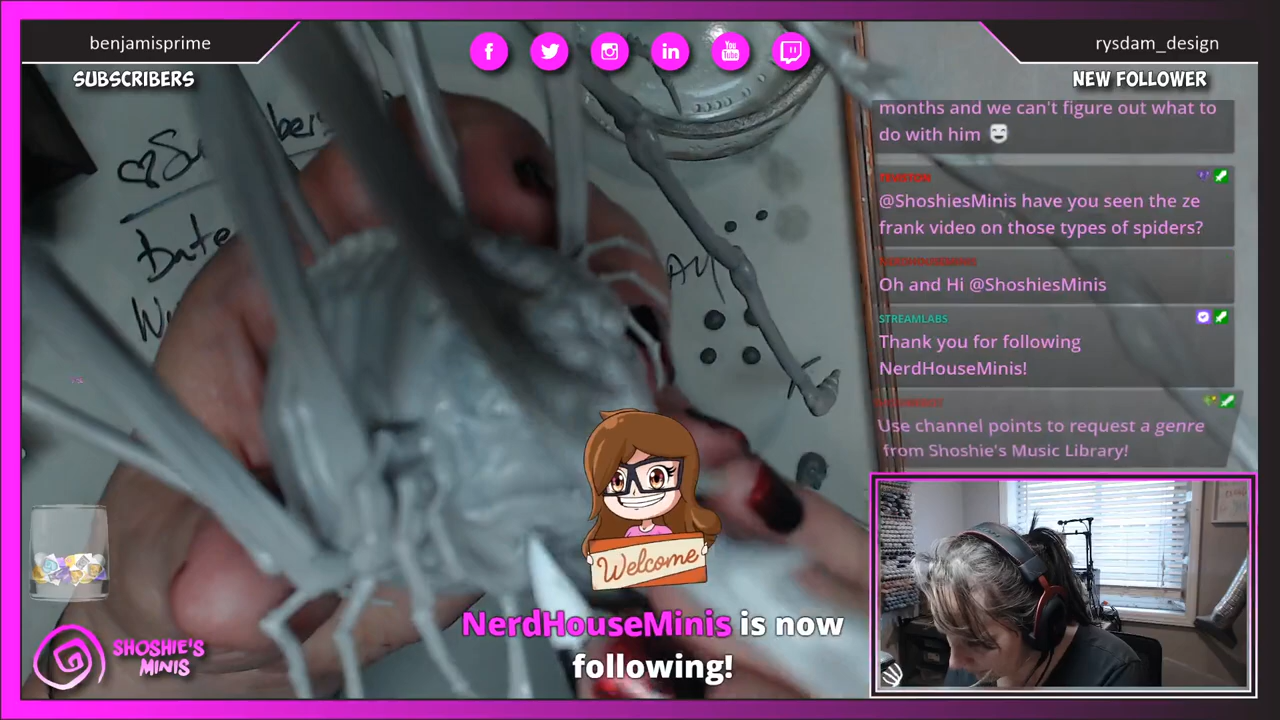 benjamisprime
SUBSCRIBERS
rysdam_design
NEW FOLLOWER
months and we can't figure out what to
do with him
@ShoshiesMinis have you seen the ze
frank video on those types of spiders?
Oh and Hi @ShoshiesMinis
STREAMLABS
Thank you for following
NerdHouseMinis!
Use channel points to request a genre
from Shoshie's Music Library!
You
Tube
Date
Welcome
NerdHouseMinis is now
following!
SHOSHIE'S
MINIS